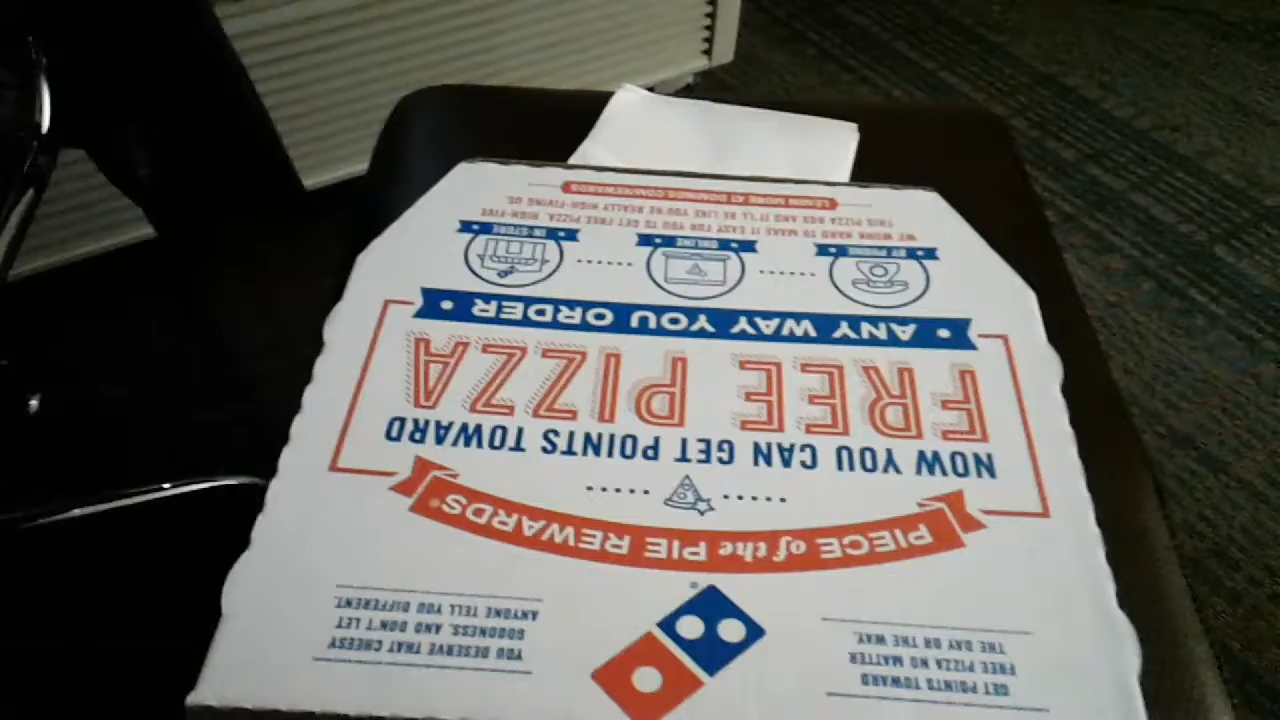 GET POINTS TOWARD
FREE PIZZA NO MATTER
THE DAY OR THE WAY.
YOU DESERVE THAT CHEESY
GOODNESS. AND DON'T LET
ANYONE TELL YOU DIFFERENT.
PIECE of the PIE REWARDS®
NOW YOU CAN GET POINTS TOWARD
FREE PIZZA
• ANY WAY YOU ORDER •
BY PHONE
ONLINE
IN-STORE
WE WORK HARD TO MAKE IT EASY FOR YOU TO GET FREE PIZZA. HIGH-FIVE
THIS PIZZA BOX AND IT'LL BE LIKE YOU'RE REALLY HIGH-FIVING US.
LEARN MORE AT DOMINOS.COM/REWARDS